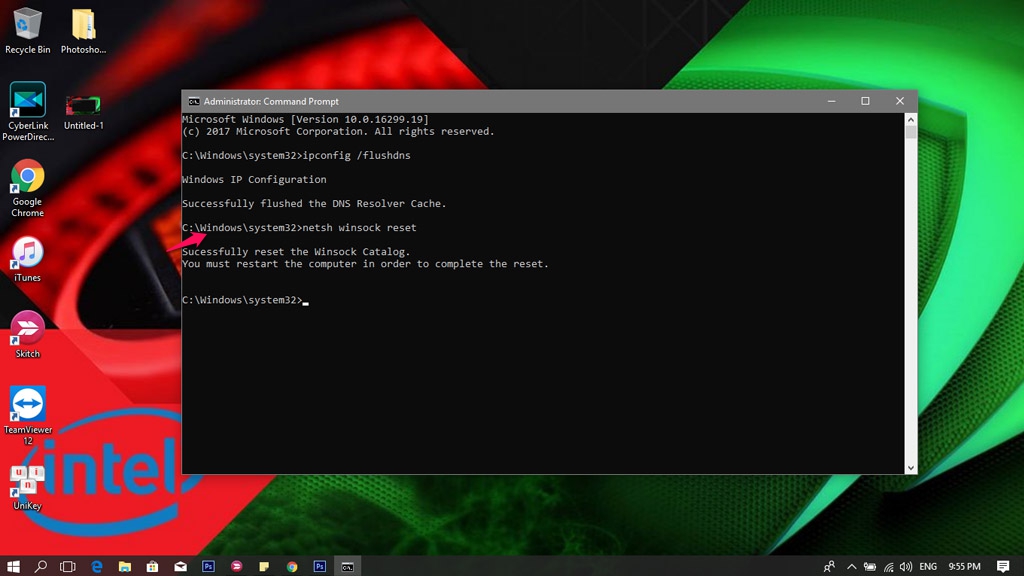 Recycle Bin
Photosho...
CyberLink
PowerDirec...
Untitled-1
Google
Chrome
iTunes
Skitch
TeamViewer
12
UniKey
intel
Administrator: Command Prompt
Microsoft Windows [Version 10.0.16299.19]
(c) 2017 Microsoft Corporation. All rights reserved.
C:\Windows\system32>ipconfig /flushdns
Windows IP Configuration
Successfully flushed the DNS Resolver Cache.
C:\Windows\system32>netsh winsock reset
Sucessfully reset the Winsock Catalog.
You must restart the computer in order to complete the reset.
C:\Windows\system32>
Ps
Ps
ENG
9:55 PM